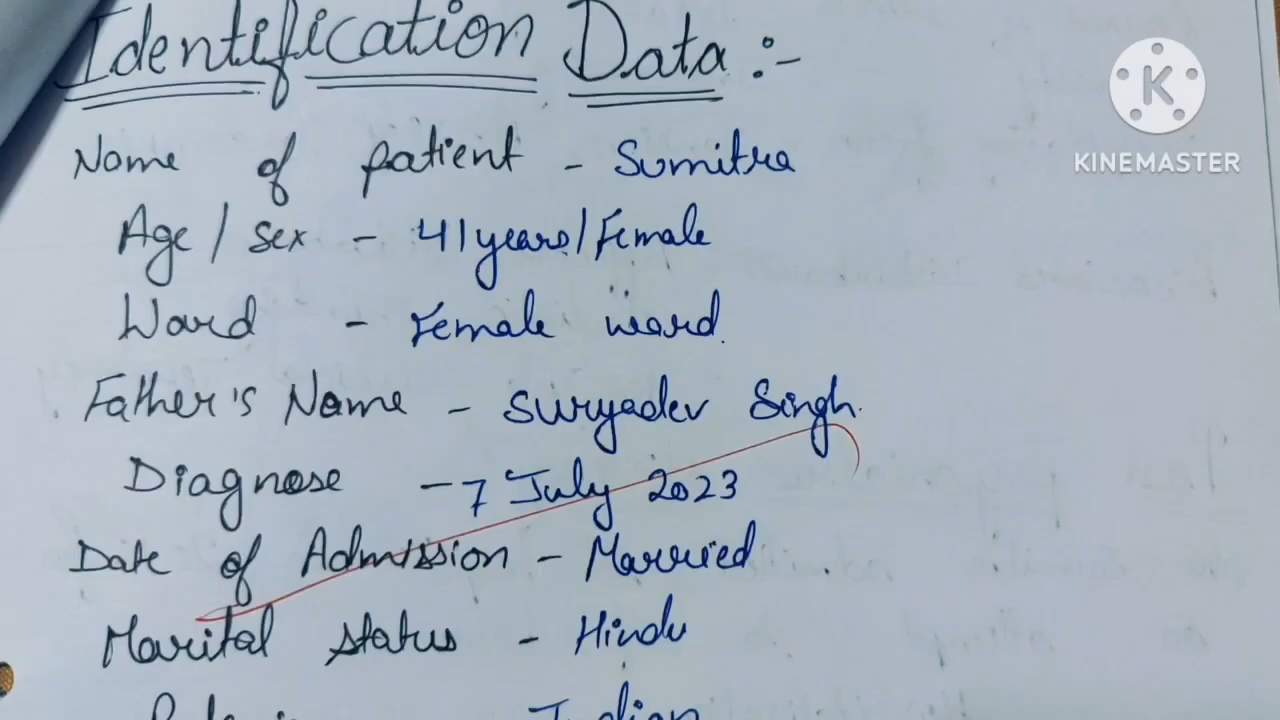 Identification Data :-
KINEMASTER
Name of patient - Sumitra
Age / Sex - 41 years / Female
Ward - Female ward.
Father's Name - Suryadev Singh.
Diagnose - 7 July 2023
Date of Admission - Married
Marital status - Hindu
Indian